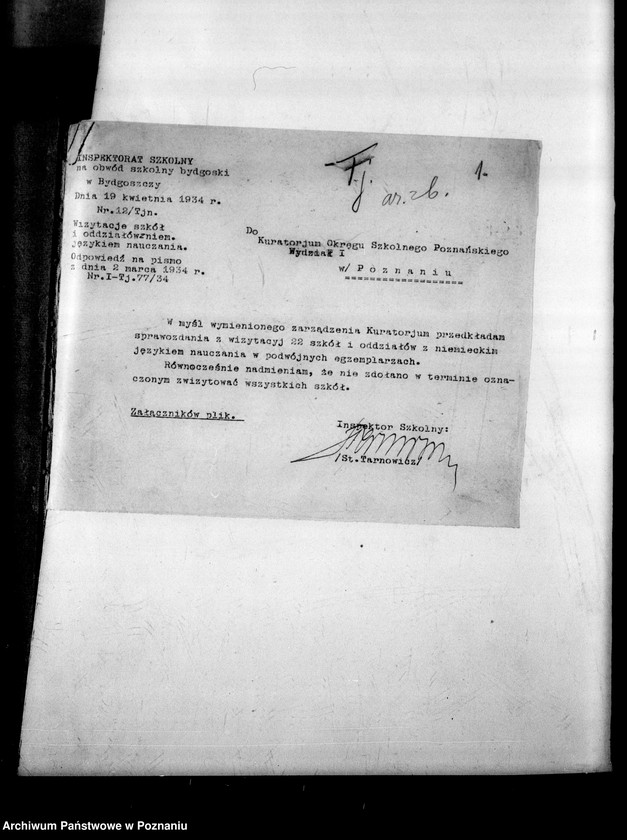 INSPEKTORAT SZKOLNY
na obwód szkolny bydgoski
w Bydgoszczy
Dnia 19 kwietnia 1934 r.
Nr.12/Tjn.
Wizytacje szkół
i oddziałów z niem.
językiem nauczania.
Odpowiedź na pismo
z dnia 2 marca 1934 r.
Nr.I-Tj.77/34
1.
Do
Kuratorjum Okręgu Szkolnego Poznańskiego
Wydział I
w/ P o z n a n i u
===================
W myśl wymienionego zarządzenia Kuratorjum przedkładam
sprawozdania z wizytacyj 22 szkół i oddziałów z niemieckim
językiem nauczania w podwójnych egzemplarzach.
Równocześnie nadmieniam, że nie zdołano w terminie ozna-
czonym zwizytować wszystkich szkół.
Załączników plik.
Inspektor Szkolny:
/St.Tarnowicz/
Archiwum Państwowe w Poznaniu